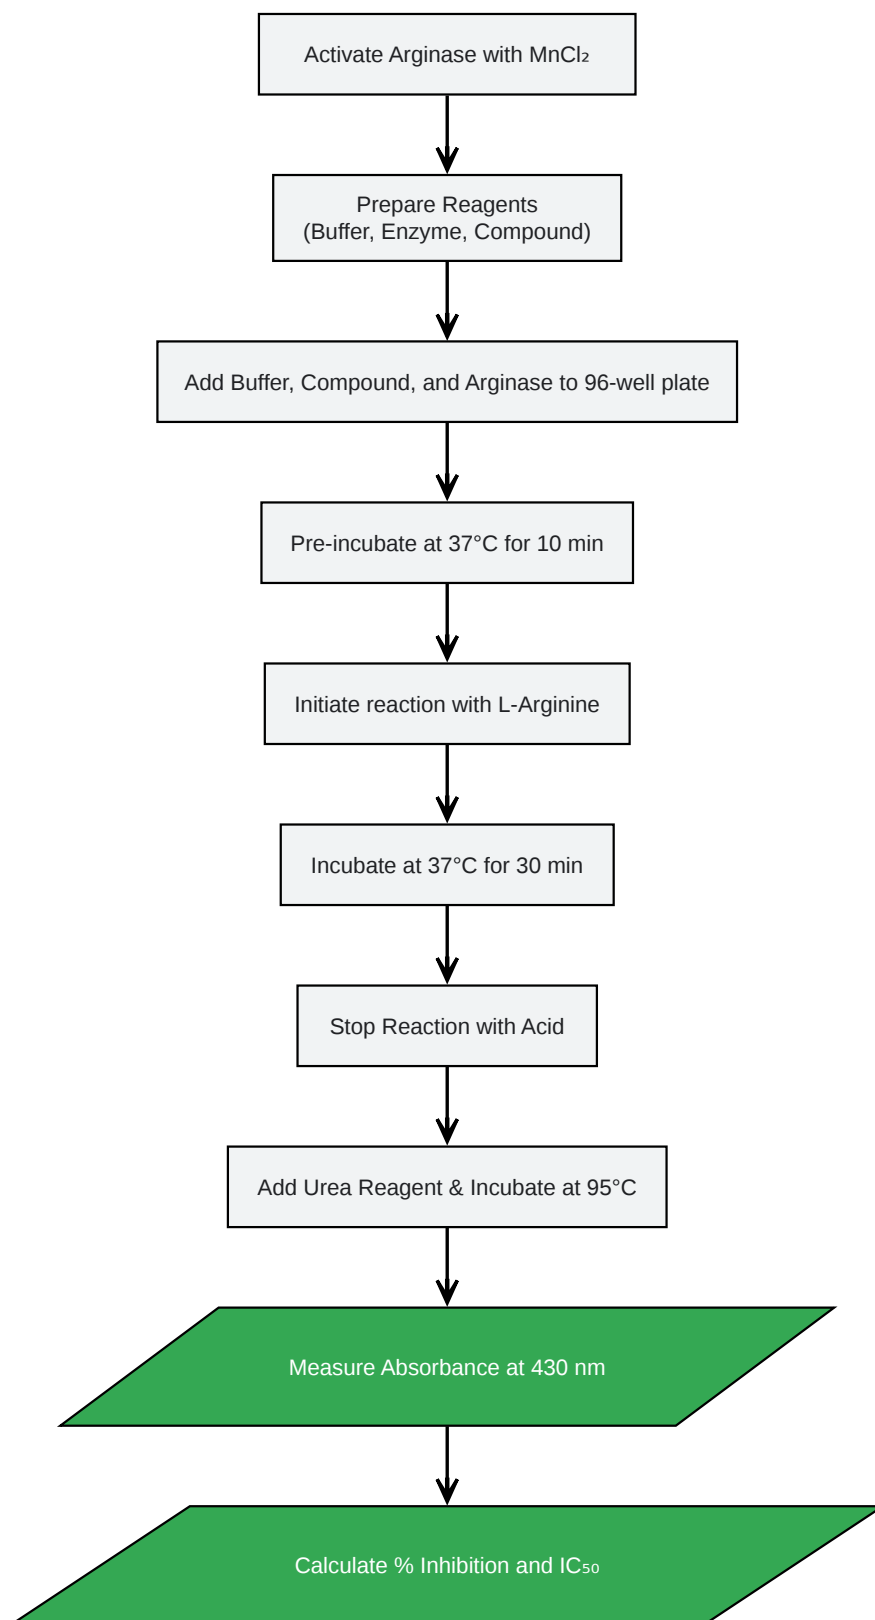 Activate Arginase with MnCl₂
Prepare Reagents
(Buffer, Enzyme, Compound)
Add Buffer, Compound, and Arginase to 96-well plate
Pre-incubate at 37°C for 10 min
Initiate reaction with L-Arginine
Incubate at 37°C for 30 min
Stop Reaction with Acid
Add Urea Reagent & Incubate at 95°C
Measure Absorbance at 430 nm
Calculate % Inhibition and IC₅₀